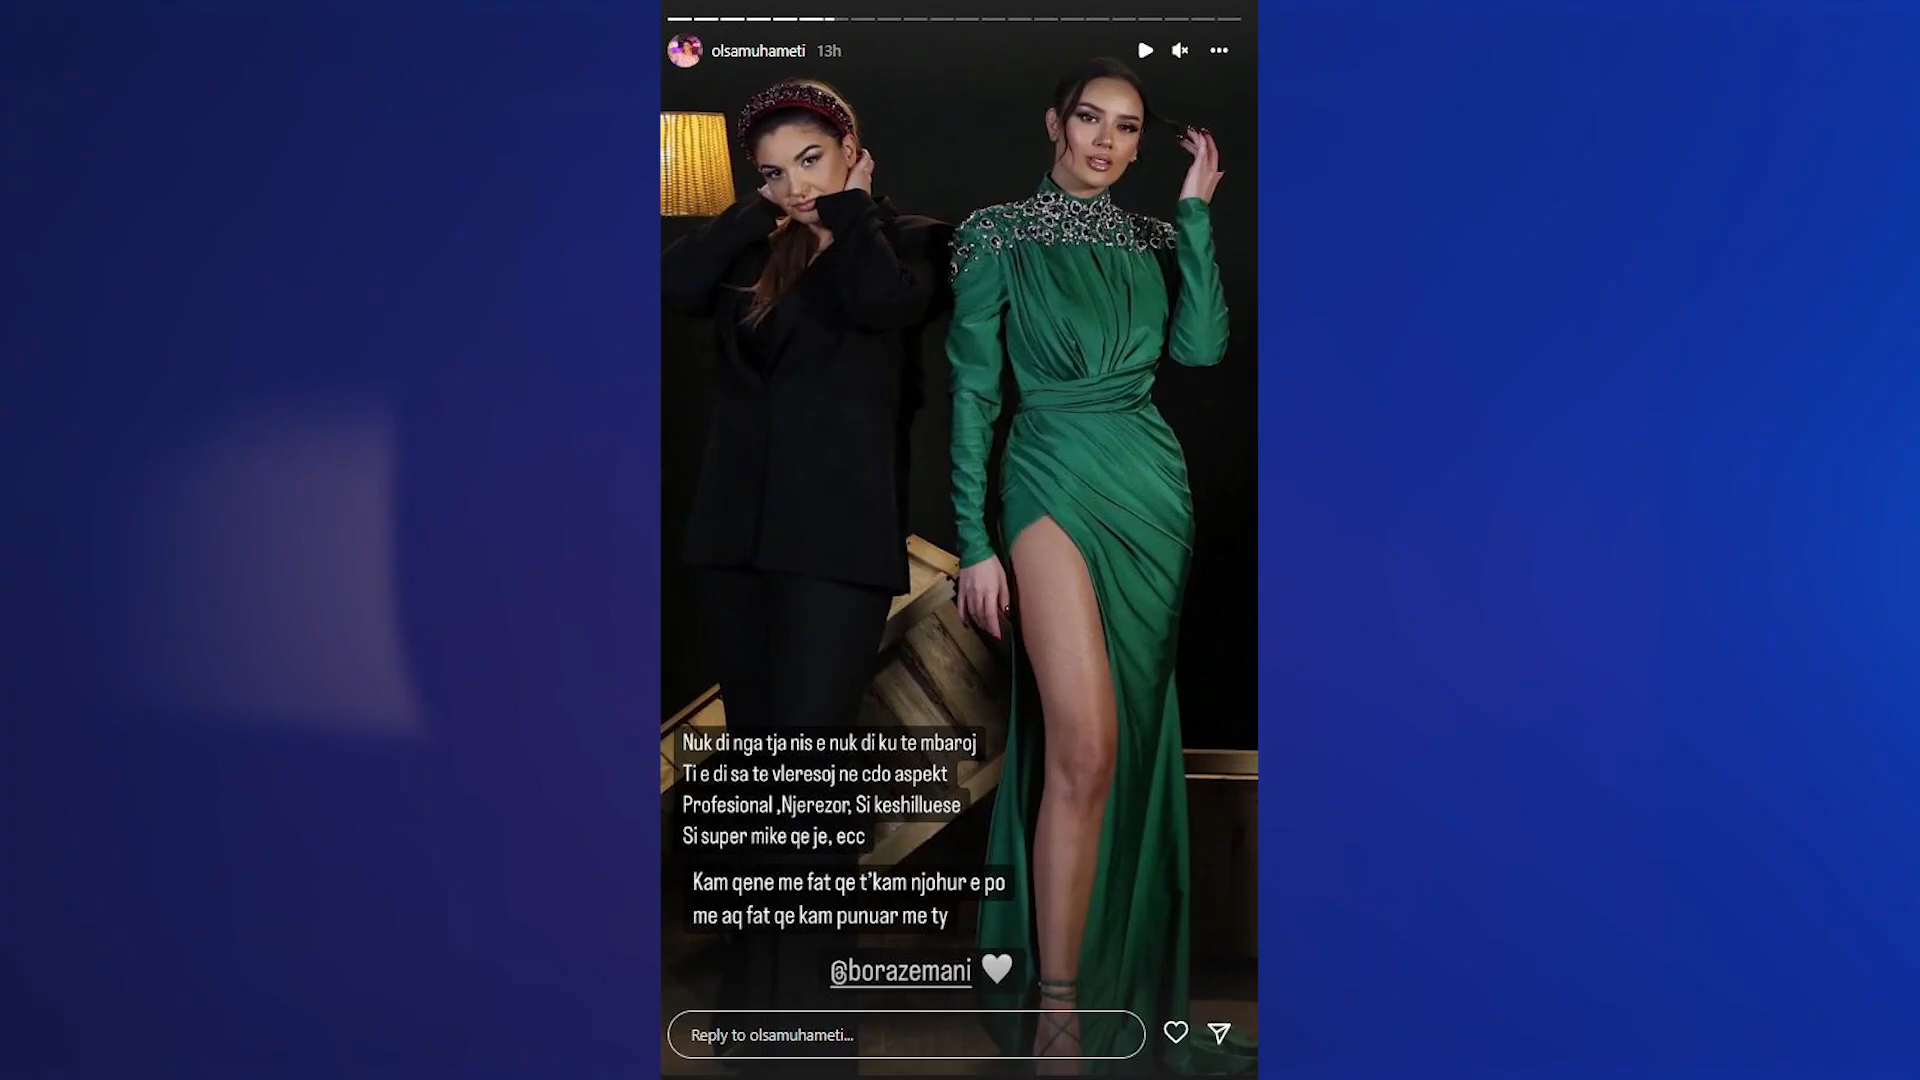 olsamuhameti 13h
Nuk di nga tja nis e nuk di ku te mbaroj
Ti e di sa te vleresoj ne cdo aspekt
Profesional ,Njerezor, Si keshilluese
Si super mike qe je, ecc
Kam qene me fat qe t'kam njohur e po
me aq fat qe kam punuar me ty
@borazemani
Reply to olsamuhameti...